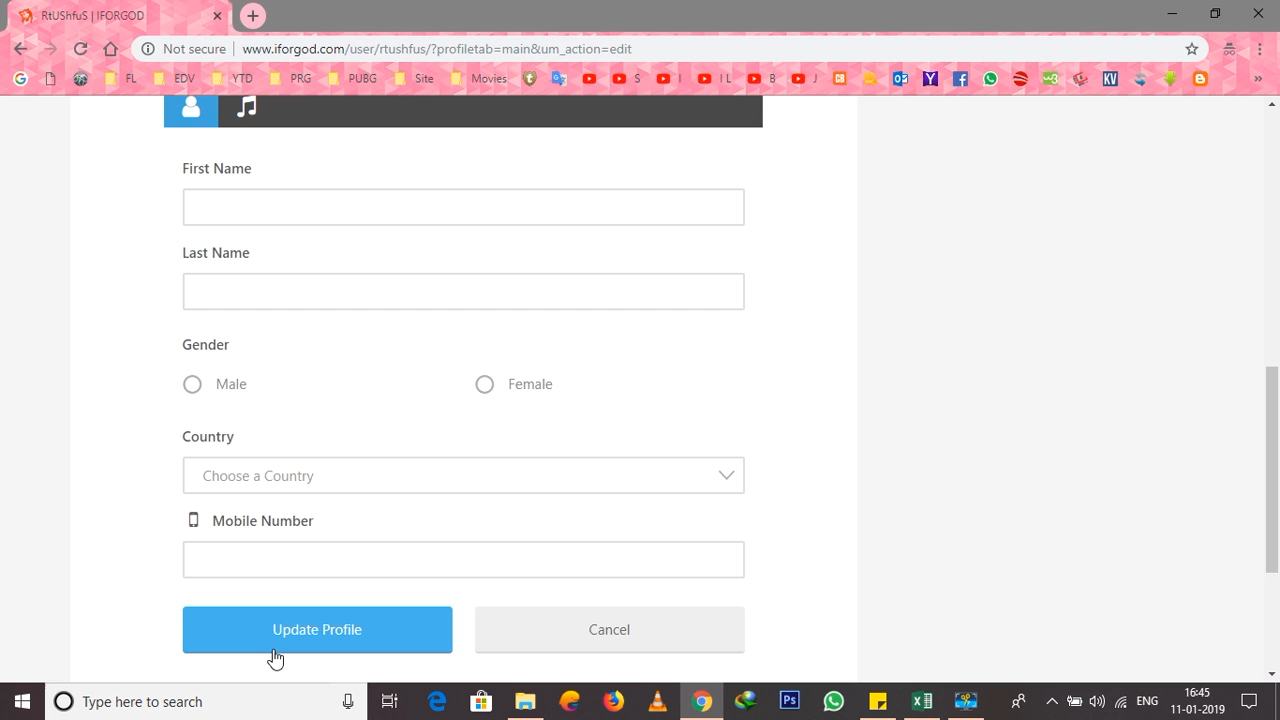 RtUShfuS | IFORGOD
Not secure www.iforgod.com/user/rtushfus/?profiletab=main&um_action=edit
FL EDV YTD PRG PUBG Site Movies S I I L B J KV
First Name
Last Name
Gender
Male Female
Country
Choose a Country
Mobile Number
Update Profile Cancel
Type here to search ENG 16:45
11-01-2019